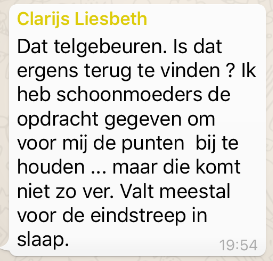 Clarijs Liesbeth
Dat telgebeuren. Is dat
ergens terug te vinden ? Ik
heb schoonmoeders de
opdracht gegeven om
voor mij de punten  bij te
houden ... maar die komt
niet zo ver. Valt meestal
voor de eindstreep in
slaap.
19:54